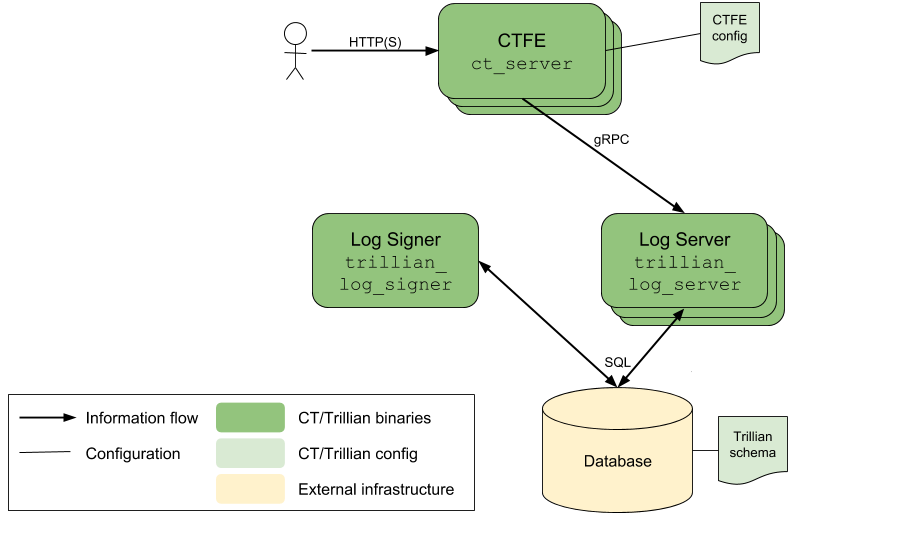 HTTP(S)
CTFE
ct_server
CTFE
config
gRPC
Log Signer
trillian_
log_signer
Log Server
trillian_
log_server
SQL
Database
Trillian
schema
Information flow
Configuration
CT/Trillian binaries
CT/Trillian config
External infrastructure